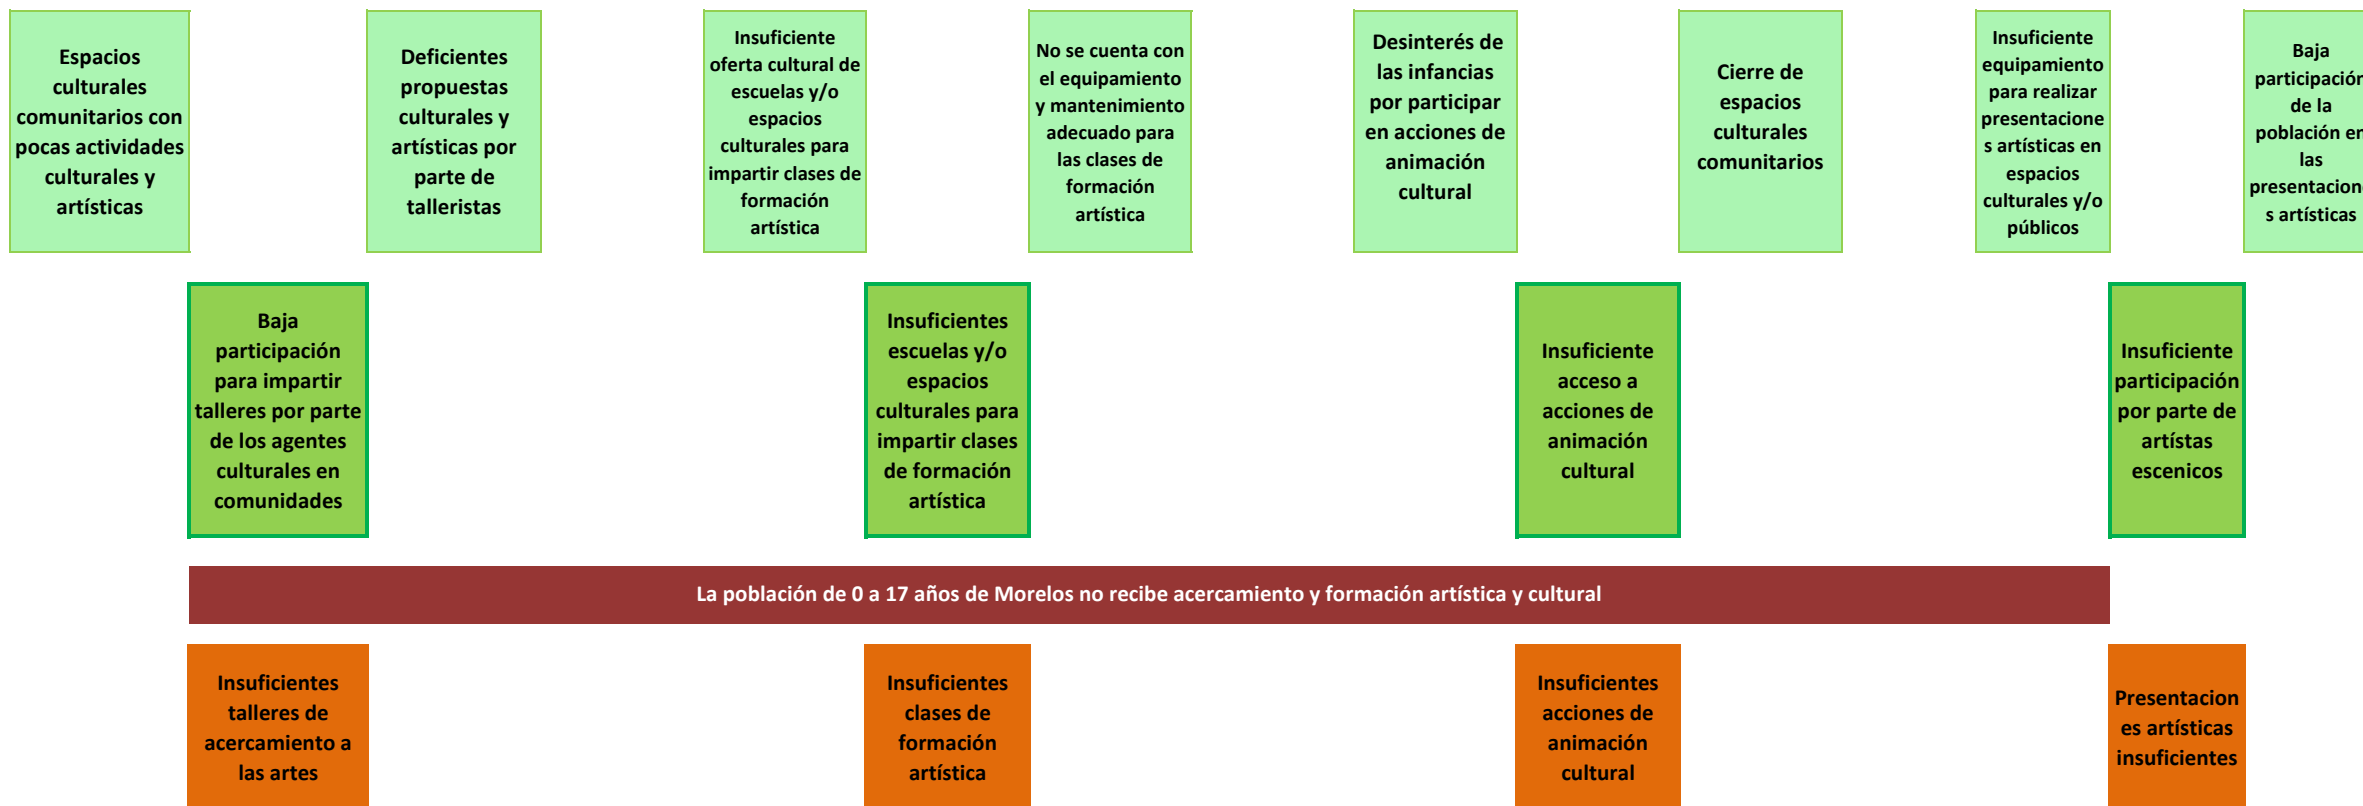 Espacios
culturales
comunitarios con
pocas actividades
culturales y
artísticas
Deficientes
propuestas
culturales y
artísticas por
parte de
talleristas
Insuficiente
oferta cultural de
escuelas y/o
espacios
culturales para
impartir clases de
formación
artística
No se cuenta con
el equipamiento
y mantenimiento
adecuado para
las clases de
formación
artística
Desinterés de
las infancias
por participar
en acciones de
animación
cultural
Cierre de
espacios
culturales
comunitarios
Insuficiente
equipamiento
para realizar
presentacione
s artísticas en
espacios
culturales y/o
públicos
Baja
participación
de la
población en
las
presentacione
s artísticas
Baja
participación
para impartir
talleres por parte
de los agentes
culturales en
comunidades
Insuficientes
escuelas y/o
espacios
culturales para
impartir clases
de formación
artística
Insuficiente
acceso a
acciones de
animación
cultural
Insuficiente
participación
por parte de
artístas
escenicos
La población de 0 a 17 años de Morelos no recibe acercamiento y formación artística y cultural
Insuficientes
talleres de
acercamiento a
las artes
Insuficientes
clases de
formación
artística
Insuficientes
acciones de
animación
cultural
Presentacion
es artísticas
insuficientes